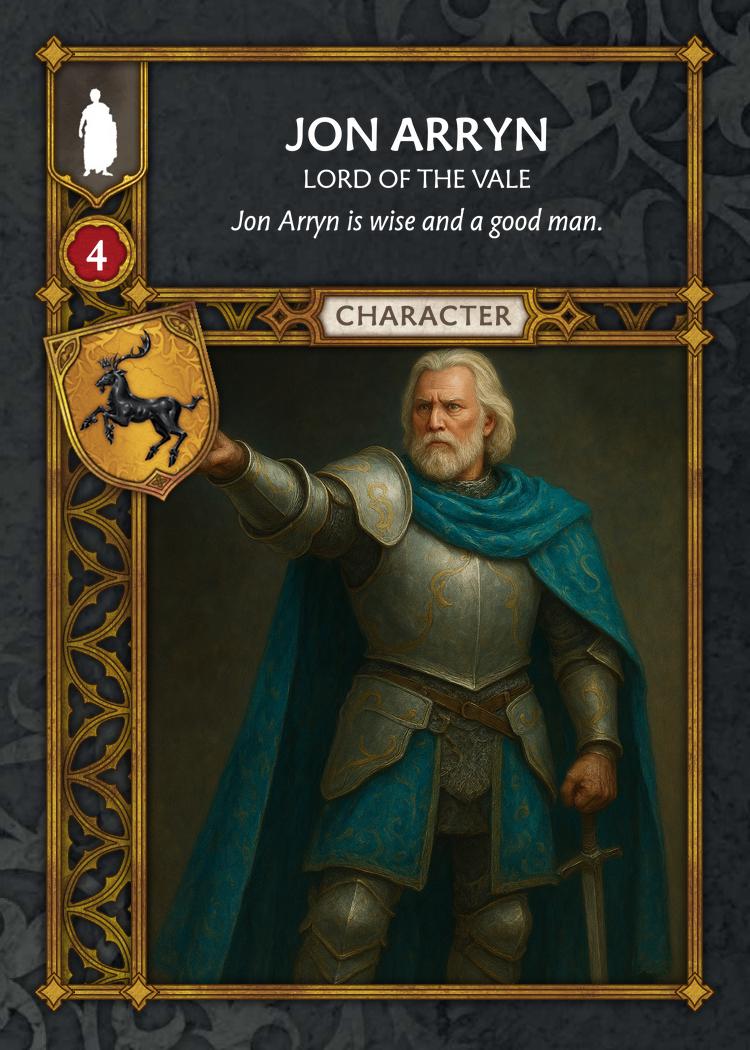 JON ARRYN
LORD OF THE VALE
Jon Arryn is wise and a good man.
4
CHARACTER